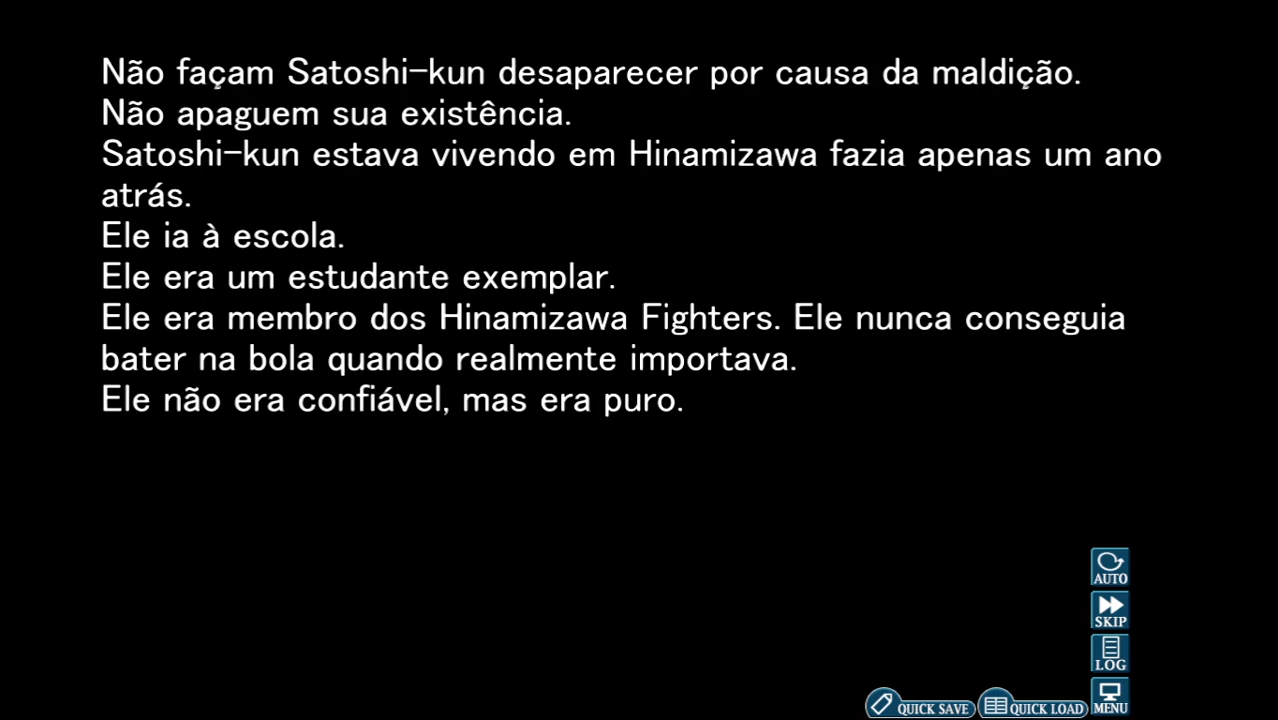 Não façam Satoshi-kun desaparecer por causa da maldição.
Não apaguem sua existência.
Satoshi-kun estava vivendo em Hinamizawa fazia apenas um ano
atrás.
Ele ia à escola.
Ele era um estudante exemplar.
Ele era membro dos Hinamizawa Fighters. Ele nunca conseguia
bater na bola quando realmente importava.
Ele não era confiável, mas era puro.
AUTO
SKIP
LOG
MENU
QUICK SAVE
QUICK LOAD